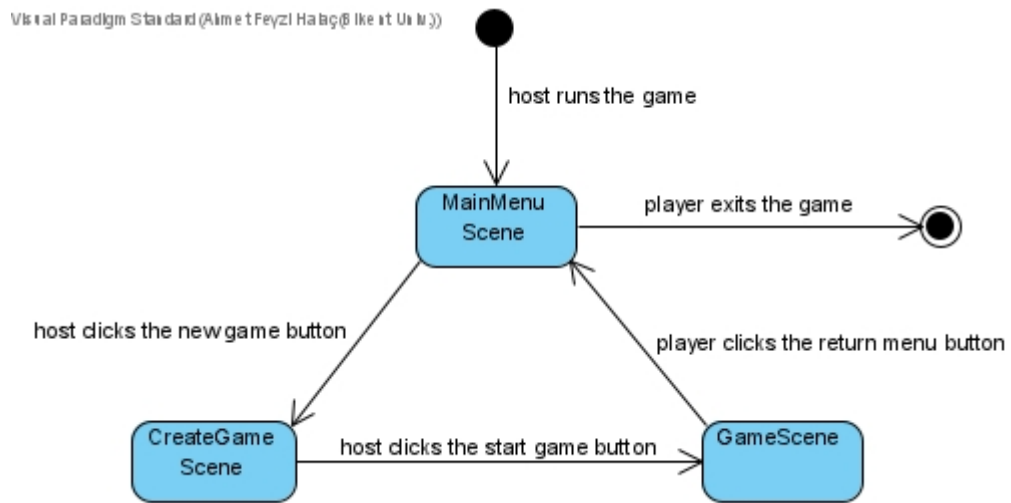 Visual Paradigm Standard (Ahmet Feyzi Halaç(Bilkent Univ.))
host runs the game
MainMenu
Scene
player exits the game
host clicks the new game button
player clicks the return menu button
CreateGame
Scene
host clicks the start game button
GameScene